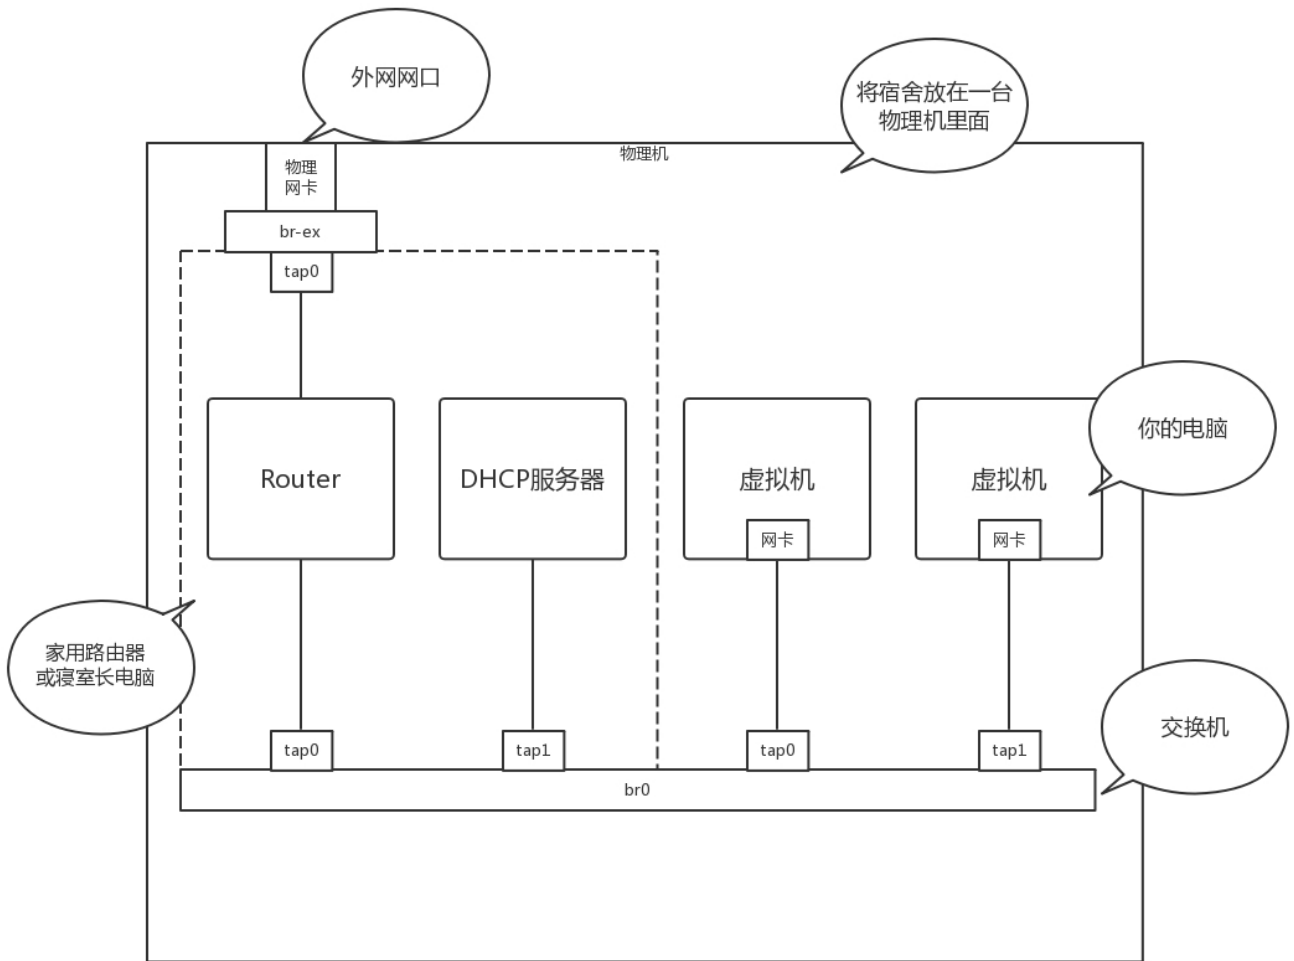 外网网口
将宿舍放在一台
物理机里面
物理机
物理
网卡
br-ex
tap0
你的电脑
Router
DHCP服务器
虚拟机
虚拟机
网卡
网卡
家用路由器
或寝室长电脑
交换机
tap0
tap1
tap0
tap1
br0